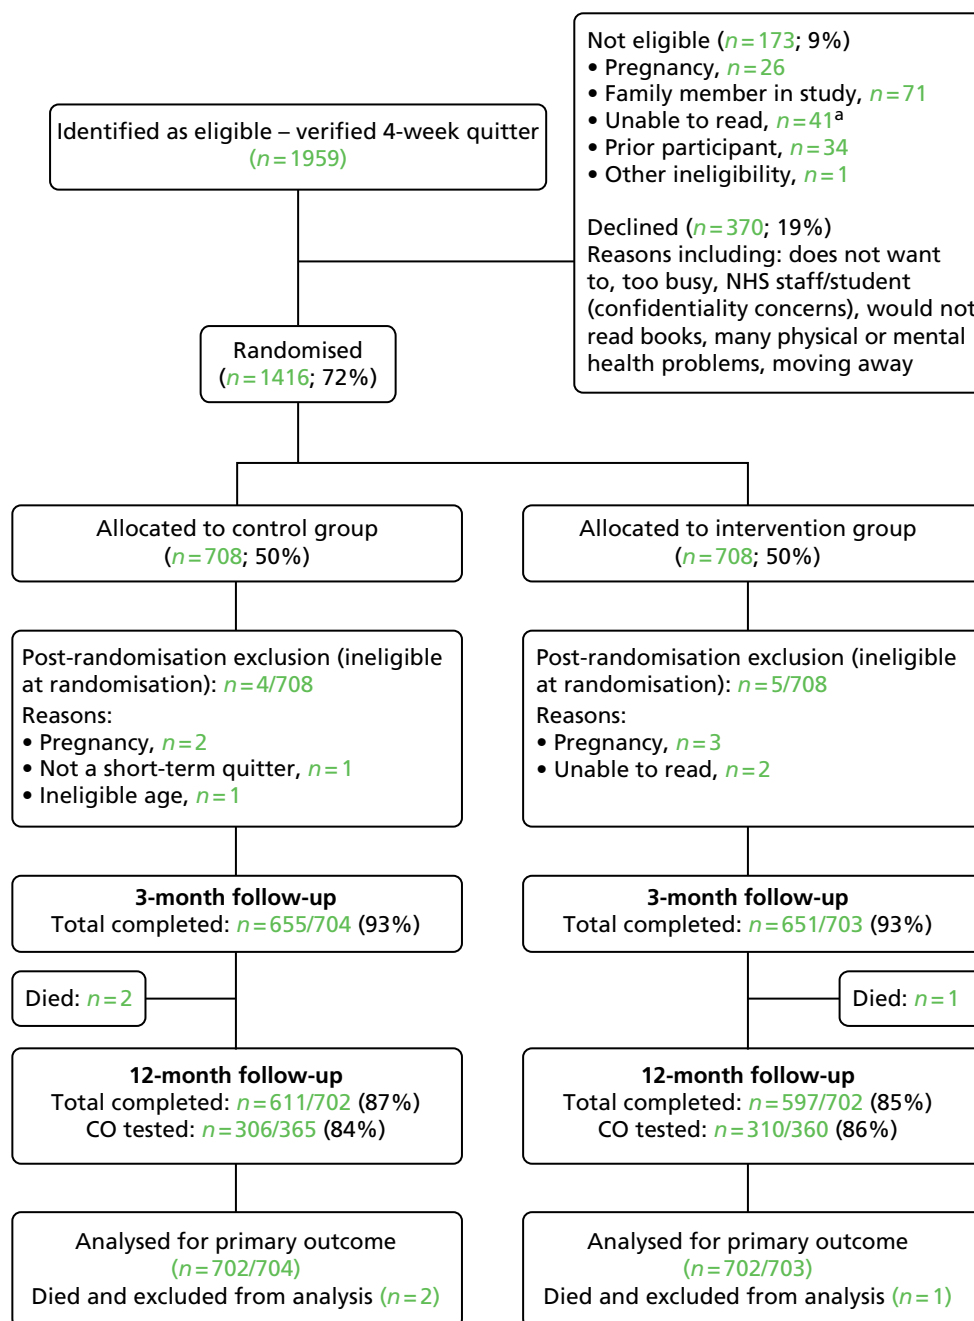 Identified as eligible – verified 4-week quitter
(n=1959)
Not eligible (n=173; 9%)
• Pregnancy, n=26
• Family member in study, n=71
• Unable to read, n=41a
• Prior participant, n=34
• Other ineligibility, n=1
Declined (n=370; 19%)
Reasons including: does not want
to, too busy, NHS staff/student
(confidentiality concerns), would not
read books, many physical or mental
health problems, moving away
Randomised
(n=1416; 72%)
Allocated to control group
(n=708; 50%)
Allocated to intervention group
(n=708; 50%)
Post-randomisation exclusion (ineligible
at randomisation): n=4/708
Reasons:
• Pregnancy, n=2
• Not a short-term quitter, n=1
• Ineligible age, n=1
Post-randomisation exclusion (ineligible
at randomisation): n=5/708
Reasons:
• Pregnancy, n=3
• Unable to read, n=2
3-month follow-up
Total completed: n=655/704 (93%)
3-month follow-up
Total completed: n=651/703 (93%)
Died: n=2
Died: n=1
12-month follow-up
Total completed: n=611/702 (87%)
CO tested: n=306/365 (84%)
12-month follow-up
Total completed: n=597/702 (85%)
CO tested: n=310/360 (86%)
Analysed for primary outcome
(n=702/704)
Died and excluded from analysis (n=2)
Analysed for primary outcome
(n=702/703)
Died and excluded from analysis (n=1)